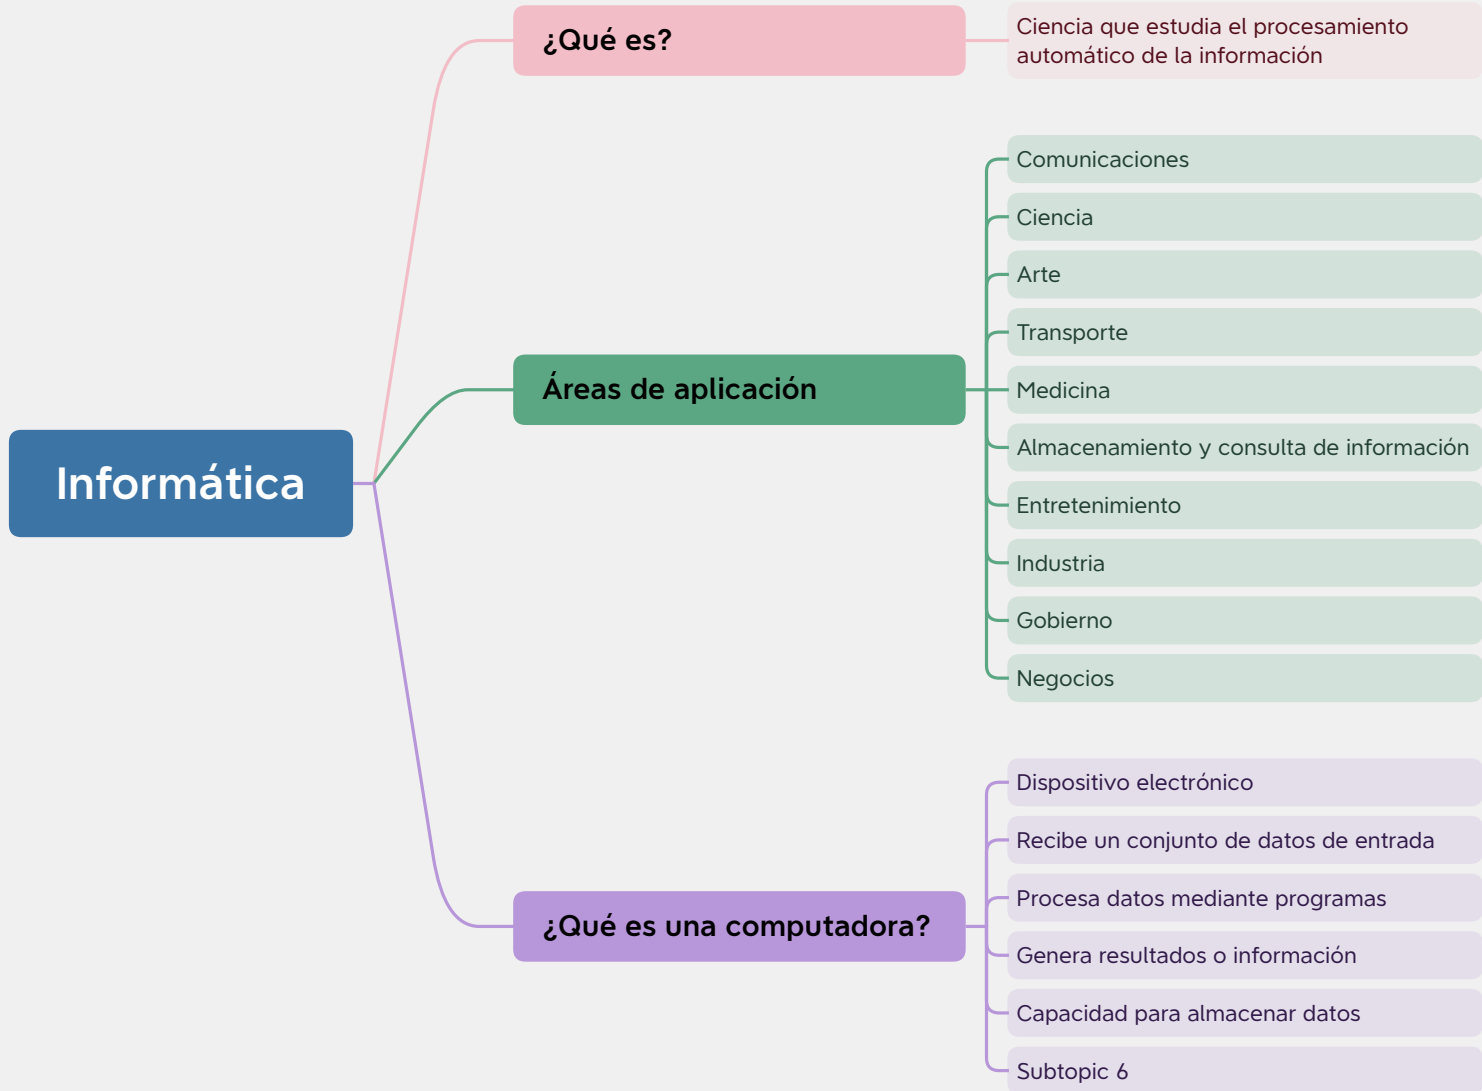 ¿Qué es?
Ciencia que estudia el procesamiento
automático de la información
Comunicaciones
Ciencia
Arte
Transporte
Áreas de aplicación
Medicina
Almacenamiento y consulta de información
Informática
Entretenimiento
Industria
Gobierno
Negocios
Dispositivo electrónico
Recibe un conjunto de datos de entrada
Procesa datos mediante programas
¿Qué es una computadora?
Genera resultados o información
Capacidad para almacenar datos
Subtopic 6